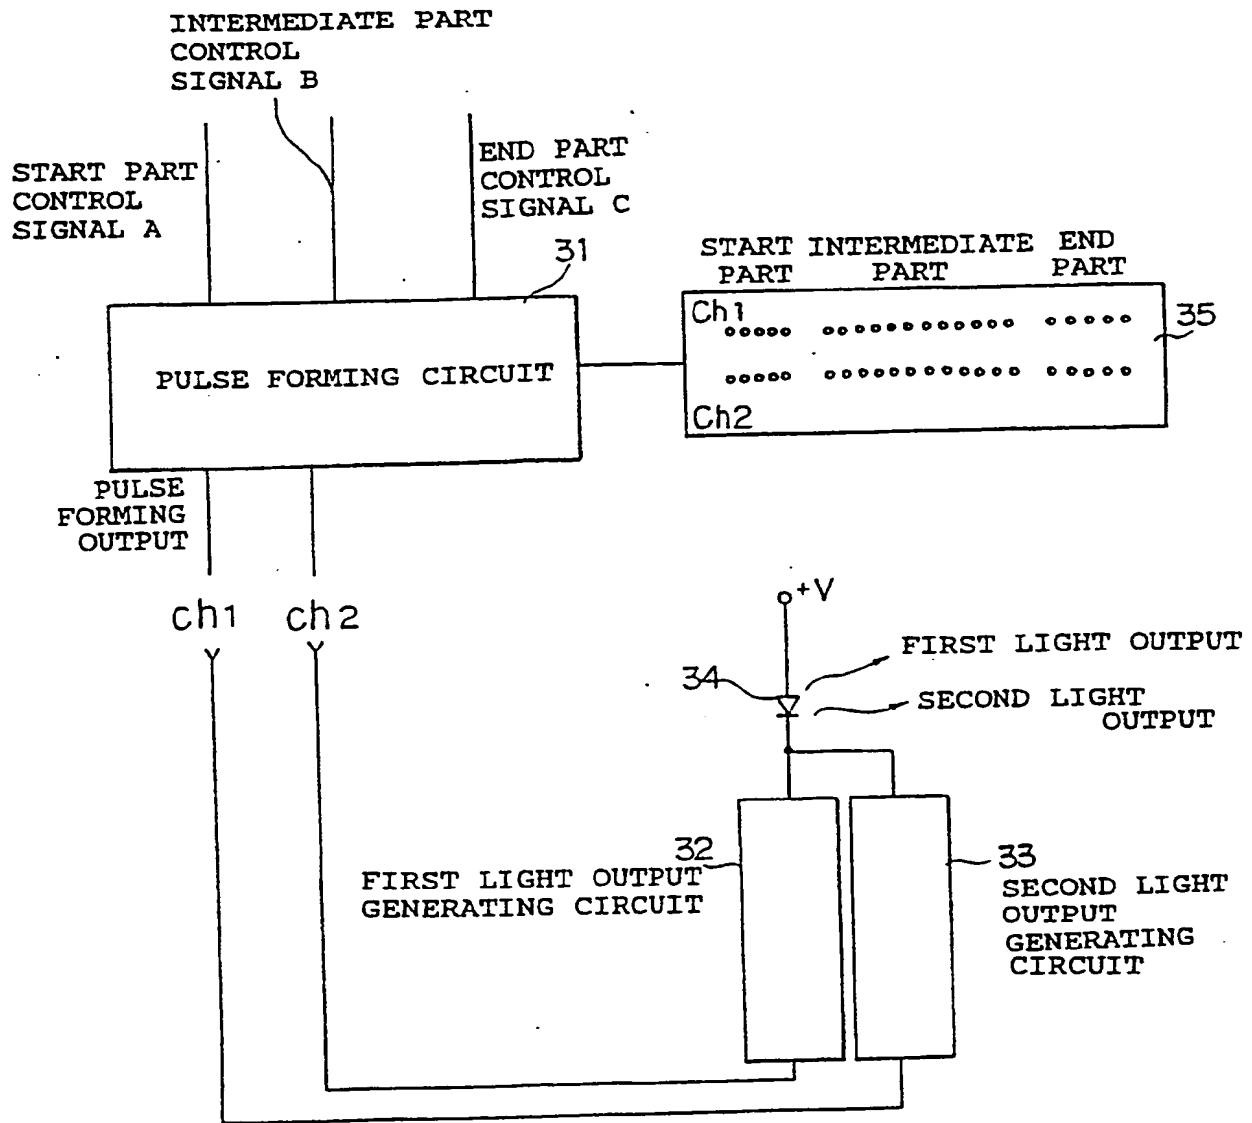 INTERMEDIATE PART
CONTROL
SIGNAL B
START PART
CONTROL
SIGNAL A
END PART
CONTROL
SIGNAL C
31
START
PART
INTERMEDIATE
PART
END
PART
Ch1
Ch2
35
PULSE FORMING CIRCUIT
PULSE
FORMING
OUTPUT
Ch1
Ch2
+V
34
FIRST LIGHT OUTPUT
SECOND LIGHT
OUTPUT
32
FIRST LIGHT OUTPUT
GENERATING CIRCUIT
33
SECOND LIGHT
OUTPUT
GENERATING
CIRCUIT